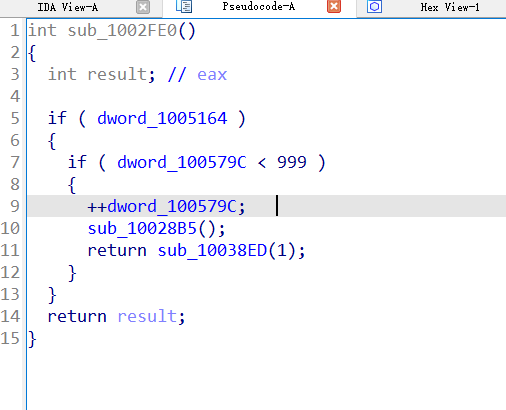 IDA View-A Pseudocode-A Hex View-1
1 int sub_1002FE0()
2 {
3   int result; // eax
4
5   if ( dword_1005164 )
6   {
7     if ( dword_100579C < 999 )
8     {
9       ++dword_100579C;
10       sub_10028B5();
11       return sub_10038ED(1);
12     }
13   }
14   return result;
15 }